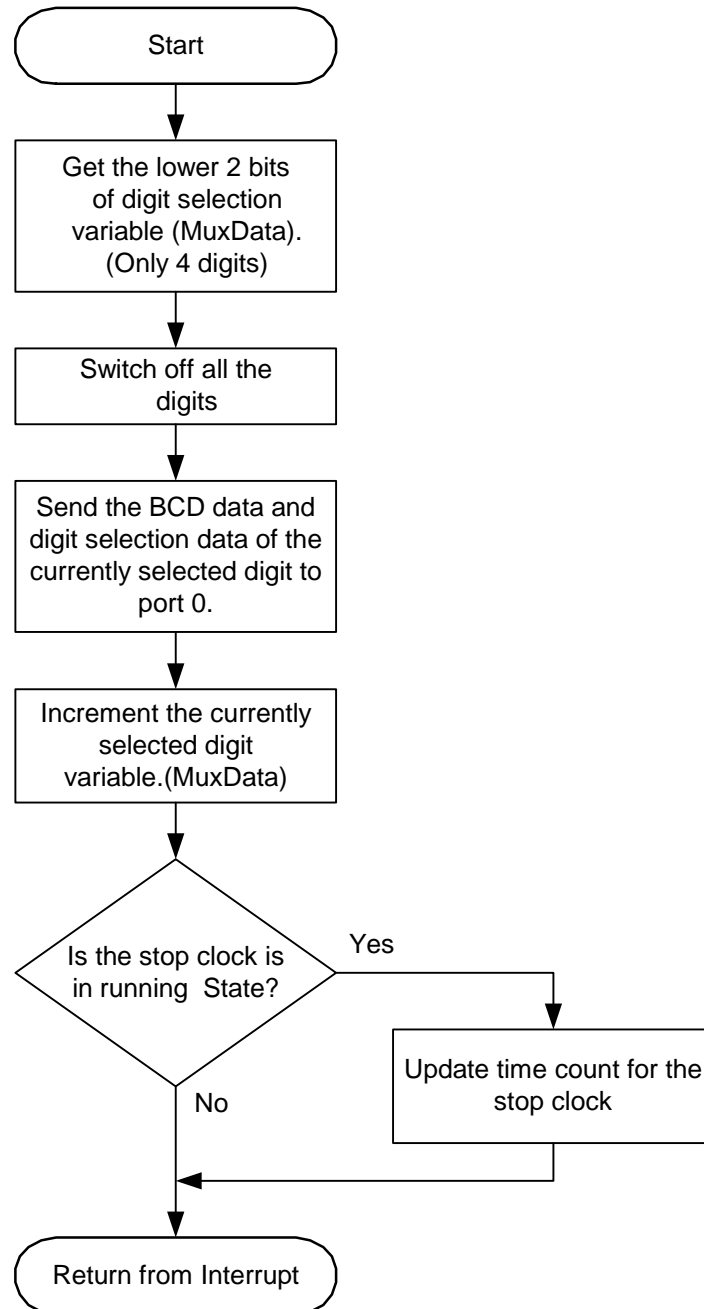 Start
Get the lower 2 bits
of digit selection
variable (MuxData).
(Only 4 digits)
Switch off all the
digits
Send the BCD data and
digit selection data of the
currently selected digit to
port 0.
Increment the currently
selected digit
variable.(MuxData)
Is the stop clock is
in running State?
Yes
Update time count for the
stop clock
No
Return from Interrupt